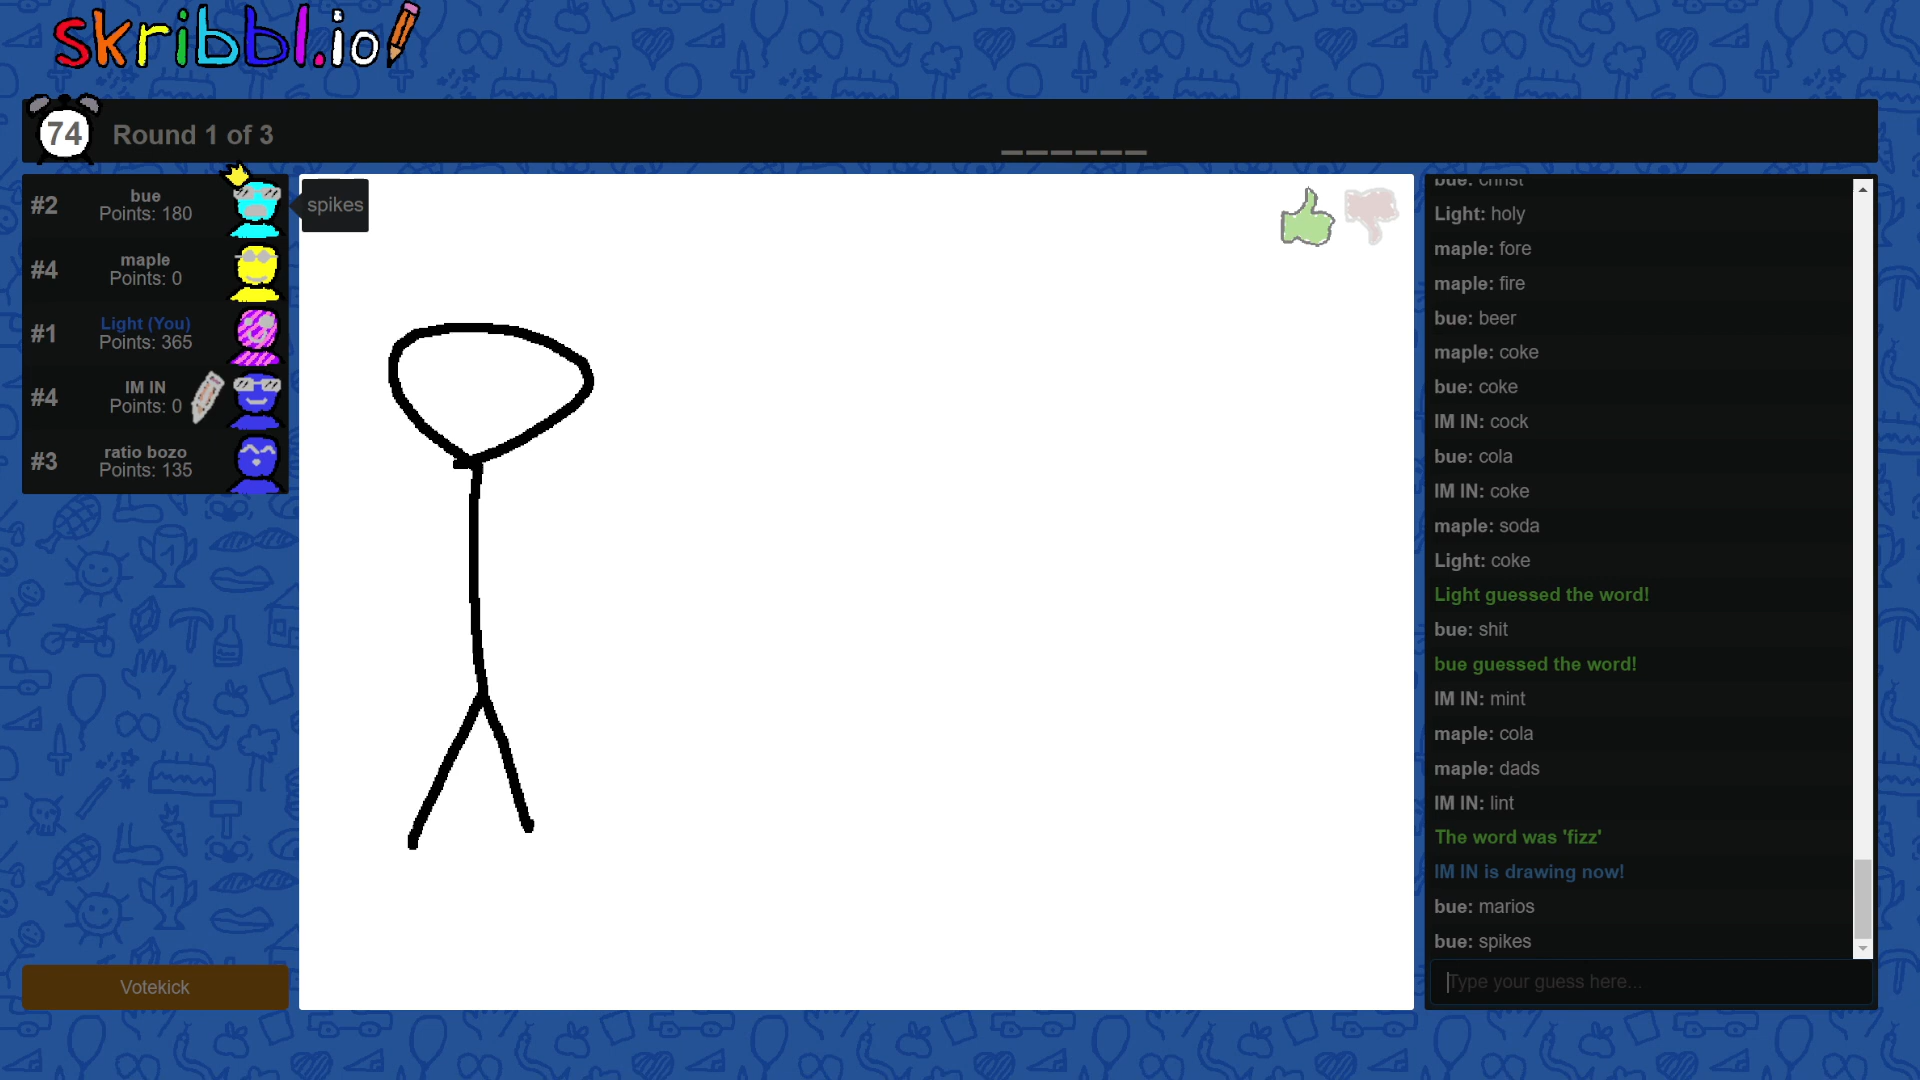 skribbl.io
74 Round 1 of 3
______
#2 bue
Points: 180
spikes
#4 maple
Points: 0
#1 Light (You)
Points: 365
#4 IM IN
Points: 0
#3 ratio bozo
Points: 135
Votekick
bue: christ
Light: holy
maple: fore
maple: fire
bue: beer
maple: coke
bue: coke
IM IN: cock
bue: cola
IM IN: coke
maple: soda
Light: coke
Light guessed the word!
bue: shit
bue guessed the word!
IM IN: mint
maple: cola
maple: dads
IM IN: lint
The word was 'fizz'
IM IN is drawing now!
bue: marios
bue: spikes
Type your guess here...